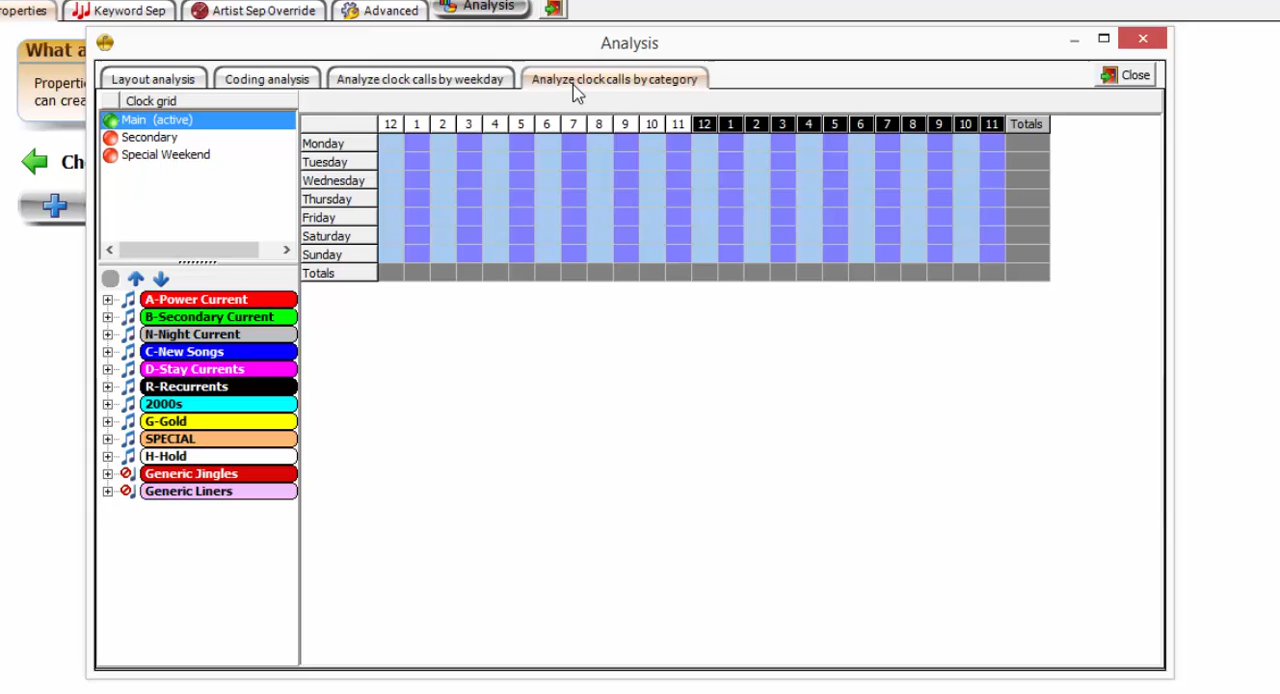 roperties Keyword Sep Artist Sep Override Advanced Analysis
What a
Properti
can crea
Ch
Analysis
Layout analysis Coding analysis Analyze clock calls by weekday Analyze clock calls by category Close
Clock grid
Main (active)
Secondary
Special Weekend
12 1 2 3 4 5 6 7 8 9 10 11 12 1 2 3 4 5 6 7 8 9 10 11 Totals
Monday
Tuesday
Wednesday
Thursday
Friday
Saturday
Sunday
Totals
A-Power Current
B-Secondary Current
N-Night Current
C-New Songs
D-Stay Currents
R-Recurrents
2000s
G-Gold
SPECIAL
H-Hold
Generic Jingles
Generic Liners